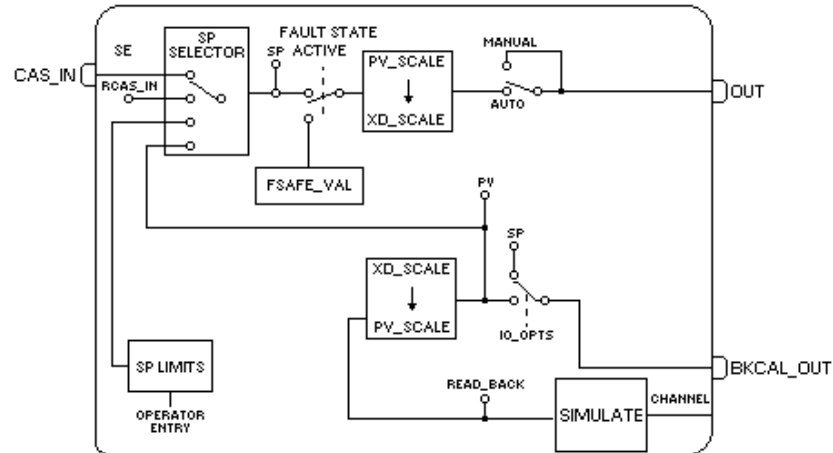 SE
SP
SELECTOR
FAULT STATE
ACTIVE
SP
MANUAL
CAS_IN
RCAS_IN
PV_SCALE
XD_SCALE
AUTO
OUT
FSAFE_VAL
PV
SP
XD_SCALE
PV_SCALE
IO_OPTS
SP LIMITS
OPERATOR
ENTRY
READ_BACK
SIMULATE
CHANNEL
BKCAL_OUT